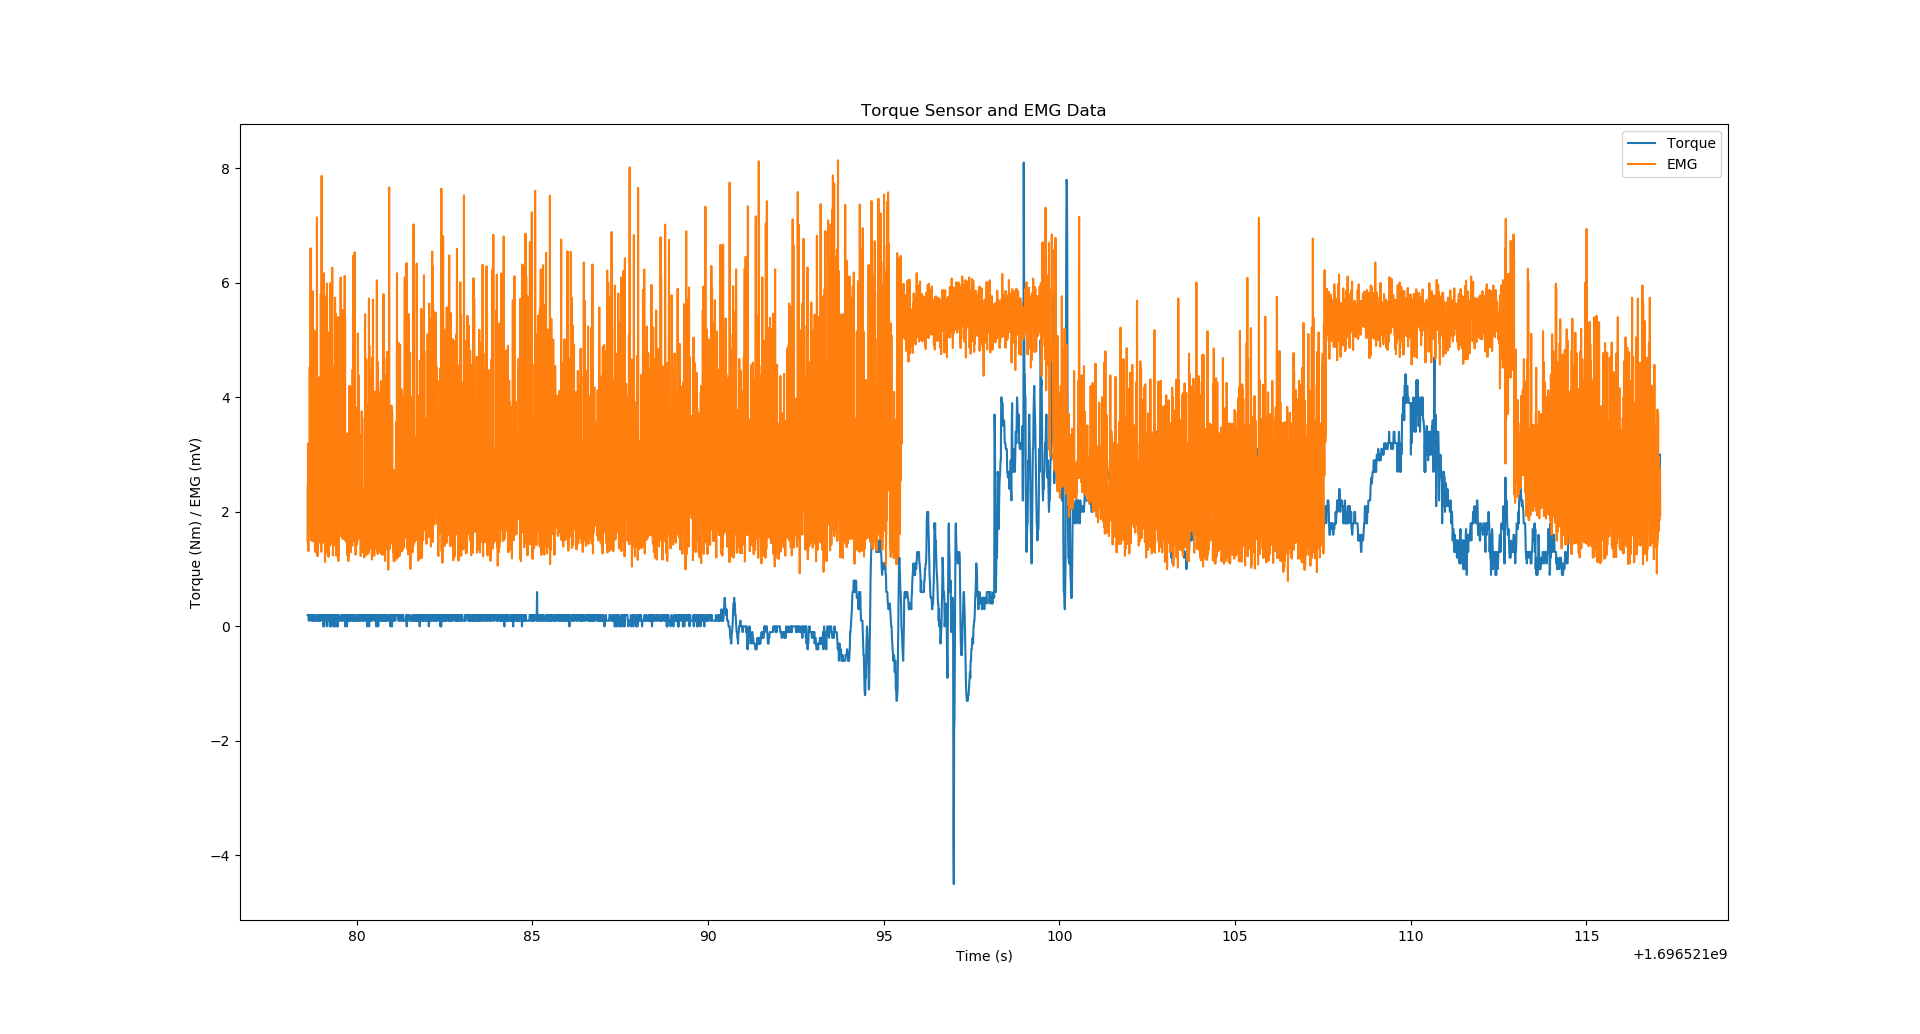 Torque Sensor and EMG Data
Torque
EMG
Torque (Nm) / EMG (mV)
8
6
4
2
0
−2
−4
80
85
90
95
100
105
110
115
Time (s)
+1.696521e9